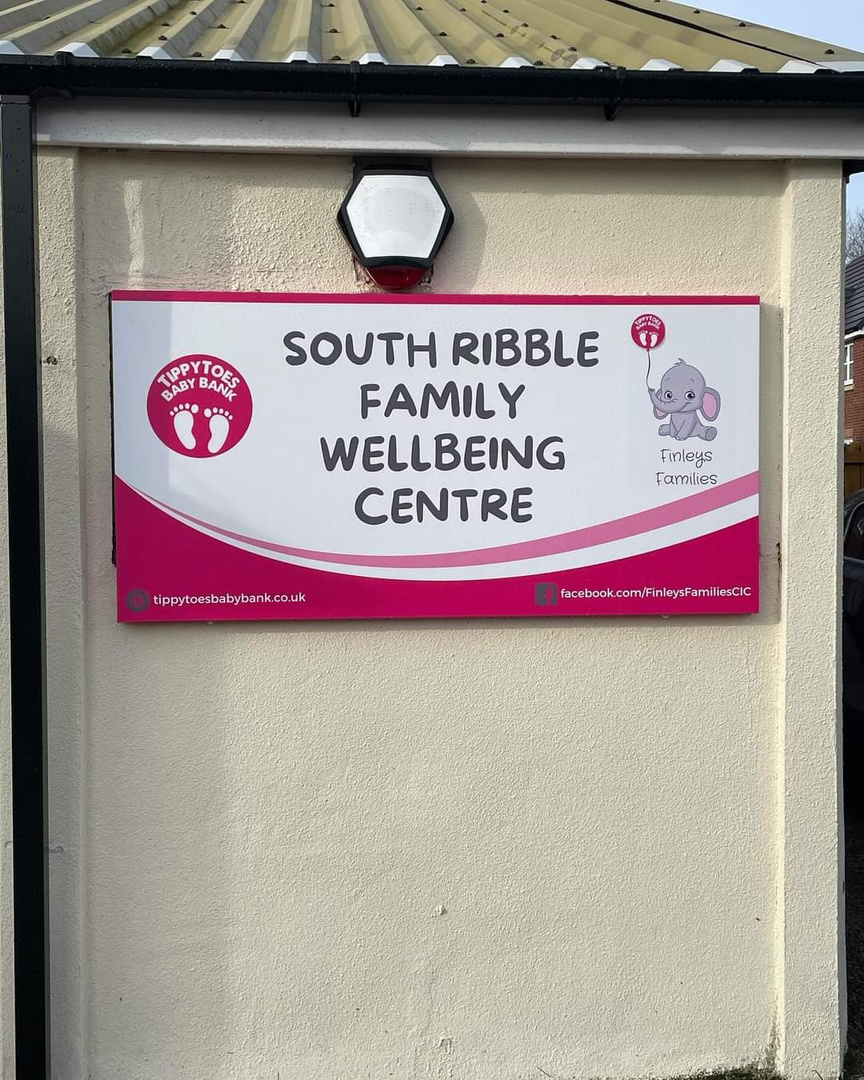 TIPPYTOES
BABY BANK
SOUTH RIBBLE
FAMILY
WELLBEING
CENTRE
TIPPYTOES
BABY BANK
Finleys
Families
tippytoesbabybank.co.uk
facebook.com/FinleysFamiliesCIC